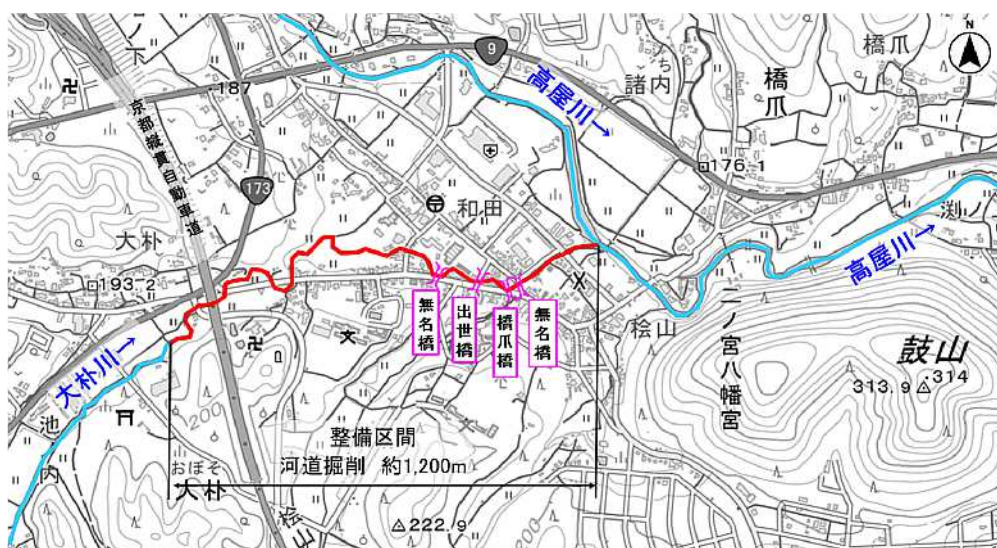 9
N
高屋川→
諸内
橋爪
橋爪
187
京都縦貫自動車道
176.1
和田
173
大朴
渕ノ
高屋川→
193.2
無名橋
出世橋
橋爪橋
無名橋
桧山
二ノ宮八幡宮
鼓山
313.9
314
大朴川→
池内
200
整備区間
河道掘削 約1,200m
おぼそ
大朴
桧山
222.9